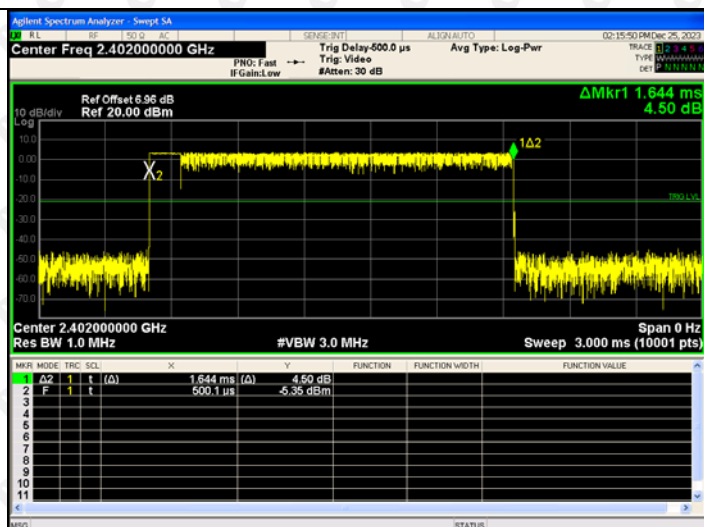 Agilent Spectrum Analyzer - Swept SA
RL RF 50 Ω AC SENSE:INT ALIGN AUTO 02:15:50 PM Dec 25, 2023
Center Freq 2.402000000 GHz
PNO: Fast
IFGain:Low
Trig Delay-500.0 µs
Trig: Video
#Atten: 30 dB
Avg Type: Log-Pwr
TRACE 1 2 3 4 5 6
TYPE
DET P N N N N N
ΔMkr1 1.644 ms
4.50 dB
Ref Offset 6.96 dB
10 dB/div Ref 20.00 dBm
Log
10.0
0.00
-10.0
-20.0
-30.0
-40.0
-50.0
-60.0
-70.0
X2
1Δ2
TRIG LVL
Center 2.402000000 GHz Span 0 Hz
Res BW 1.0 MHz #VBW 3.0 MHz Sweep 3.000 ms (10001 pts)
MKR MODE TRC SCL X Y FUNCTION FUNCTION WIDTH FUNCTION VALUE
1 Δ2 1 t (Δ) 1.644 ms (Δ) 4.50 dB
2 F 1 t 500.1 µs -5.35 dBm
3
4
5
6
7
8
9
10
11
MSG STATUS